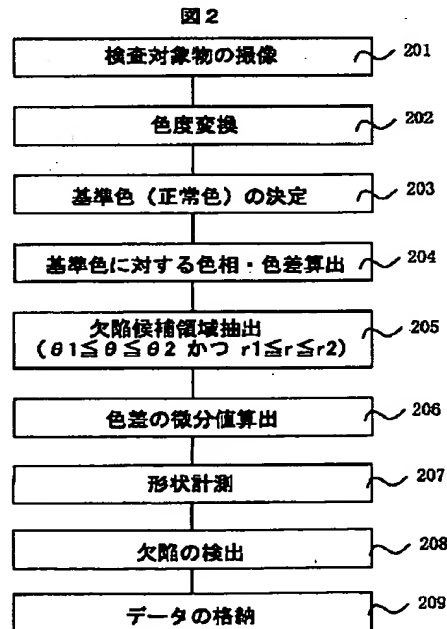 図2
検査対象物の撮像 201
色度変換 202
基準色（正常色）の決定 203
基準色に対する色相・色差算出 204
欠陥候補領域抽出
（θ1≦θ≦θ2 かつ r1≦r≦r2） 205
色差の微分値算出 206
形状計測 207
欠陥の検出 208
データの格納 209